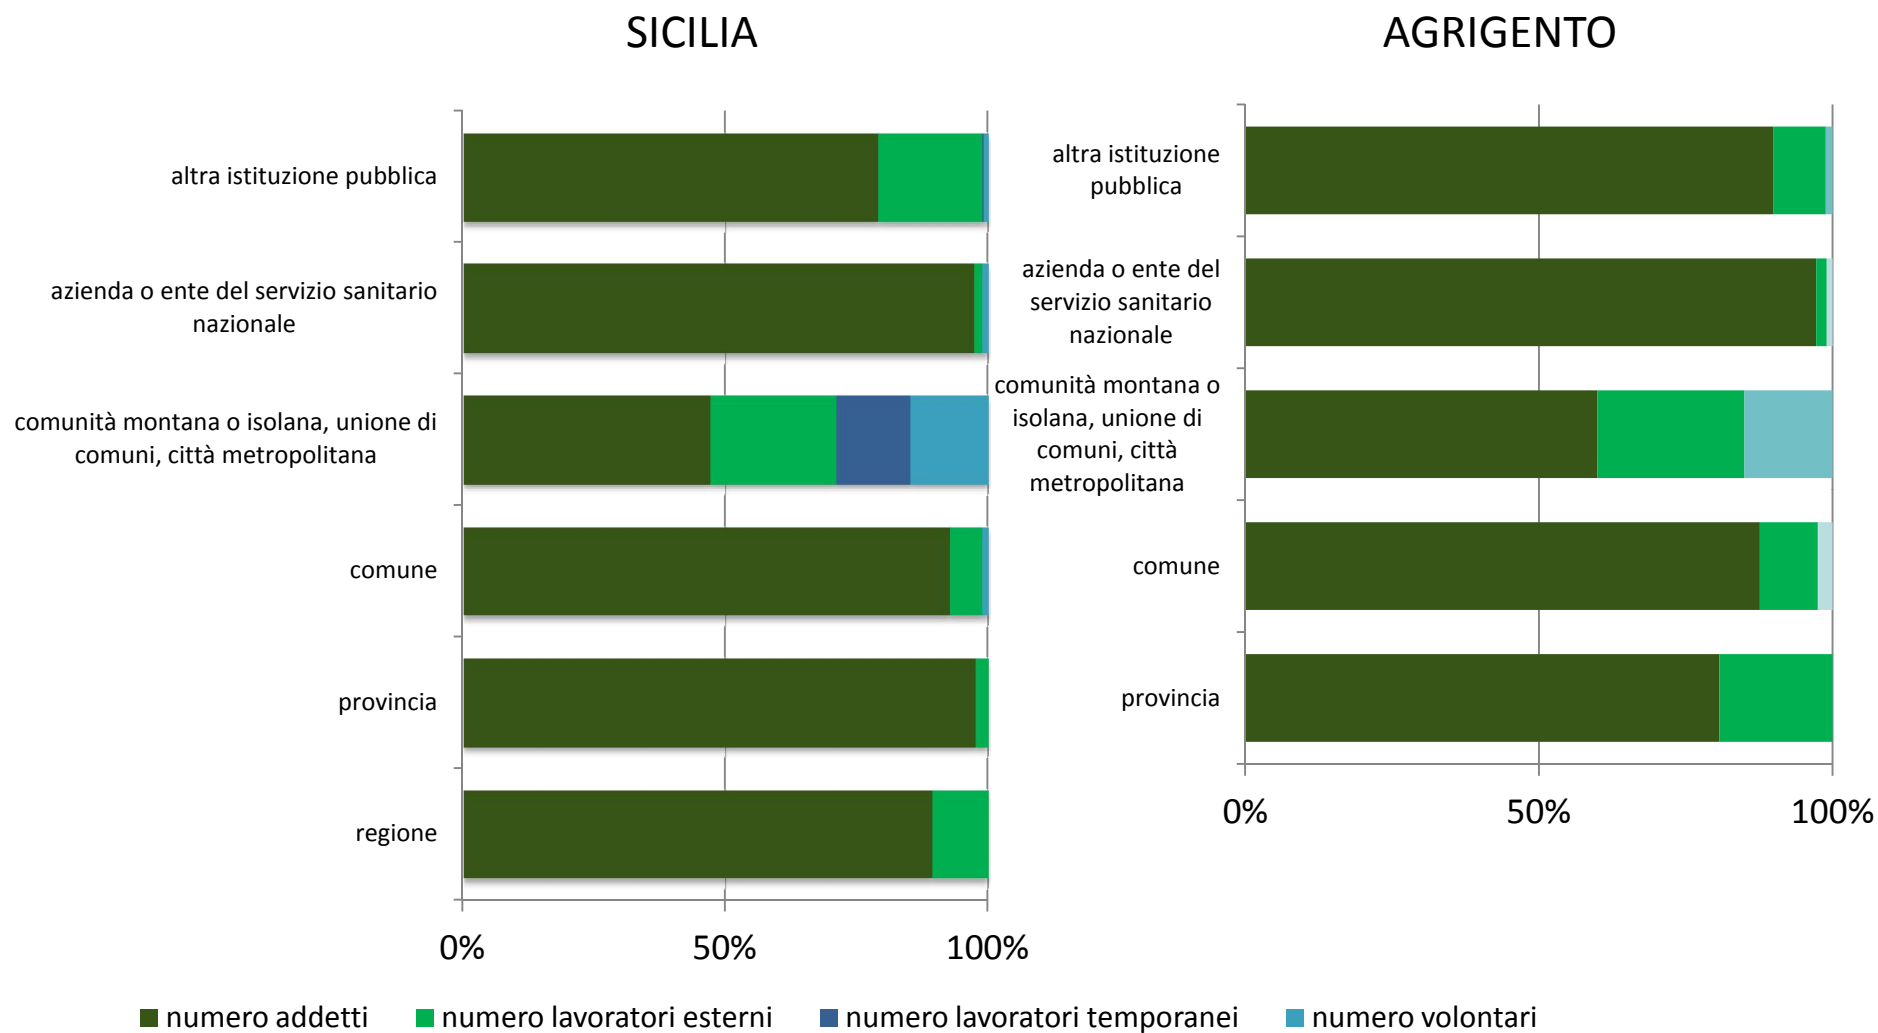 SICILIA
altra istituzione pubblica
azienda o ente del servizio sanitario
nazionale
comunità montana o isolana, unione di
comuni, città metropolitana
comune
provincia
regione
0% 50% 100%
AGRIGENTO
altra istituzione
pubblica
azienda o ente del
servizio sanitario
nazionale
comunità montana o
isolana, unione di
comuni, città
metropolitana
comune
provincia
0% 50% 100%
numero addetti numero lavoratori esterni numero lavoratori temporanei numero volontari